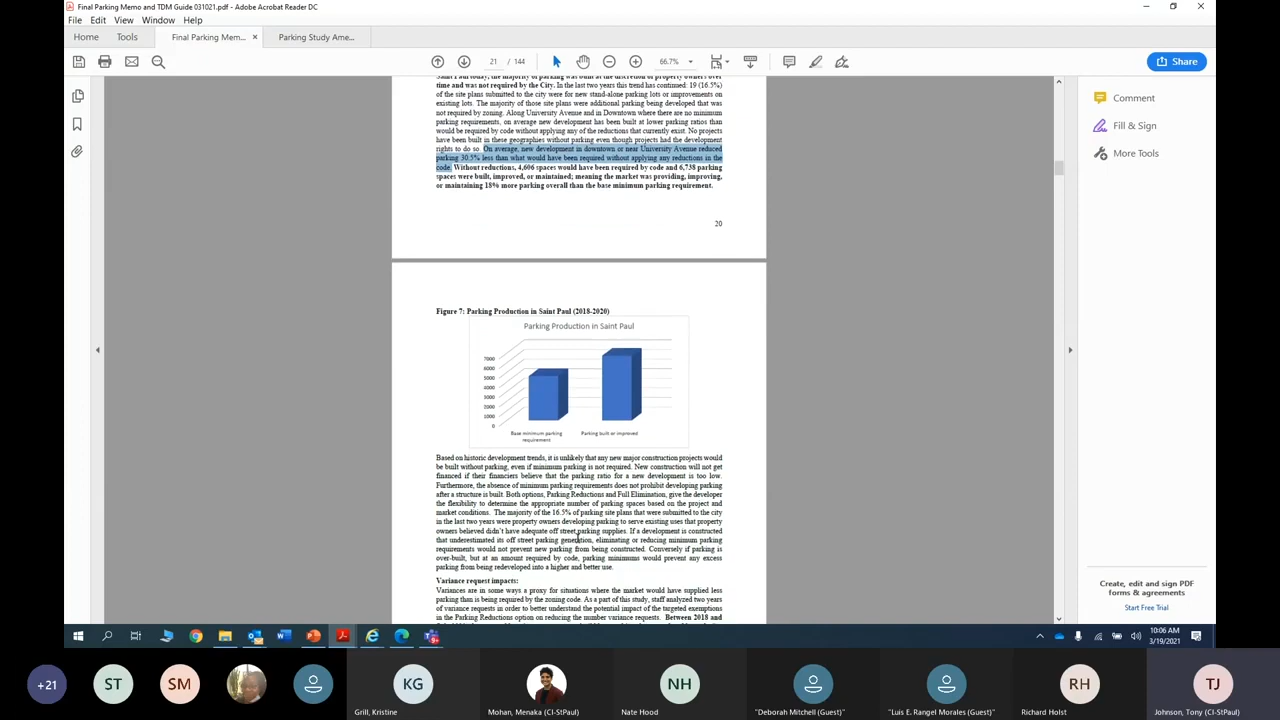 Final Parking Memo and TDM Guide 031021.pdf - Adobe Acrobat Reader DC
File Edit View Window Help
Home Tools Final Parking Mem... × Parking Study Ame...
21 / 144 66.7% Share
Saint Paul today, the majority of parking was built at the discretion of property owners over
time and was not required by the City. In the last two years this trend has continued: 19 (16.5%)
of the site plans submitted to the city were for new stand-alone parking lots or improvements on
existing lots. The majority of those site plans were additional parking being developed that was
not required by zoning. Along University Avenue and in Downtown where there are no minimum
parking requirements, on average new development has been built at lower parking ratios than
would be required by code without applying any of the reductions that currently exist. No projects
have been built in these geographies without parking even though projects had the development
rights to do so. On average, new development in downtown or near University Avenue reduced
parking 30.5% less than what would have been required without applying any reductions in the
code. Without reductions, 4,606 spaces would have been required by code and 6,738 parking
spaces were built, improved, or maintained; meaning the market was providing, improving,
or maintaining 18% more parking overall than the base minimum parking requirement.
20
Figure 7: Parking Production in Saint Paul (2018-2020)
Parking Production in Saint Paul
7000
6000
5000
4000
3000
2000
1000
0
Base minimum parking requirement
Parking built or improved
Based on historic development trends, it is unlikely that any new major construction projects would
be built without parking, even if minimum parking is not required. New construction will not get
financed if their financiers believe that the parking ratio for a new development is too low.
Furthermore, the absence of minimum parking requirements does not prohibit developing parking
after a structure is built. Both options, Parking Reductions and Full Elimination, give the developer
the flexibility to determine the appropriate number of parking spaces based on the project and
market conditions. The majority of the 16.5% of parking site plans that were submitted to the city
in the last two years were property owners developing parking to serve existing uses that property
owners believed didn't have adequate off street parking supplies. If a development is constructed
that underestimated its off street parking generation, eliminating or reducing minimum parking
requirements would not prevent new parking from being constructed. Conversely if parking is
over-built, but at an amount required by code, parking minimums would prevent any excess
parking from being redeveloped into a higher and better use.
Variance request impacts:
Variances are in some ways a proxy for situations where the market would have supplied less
parking than is being required by the zoning code. As a part of this study, staff analyzed two years
of variance requests in order to better understand the potential impact of the targeted exemptions
in the Parking Reductions option on reducing the number variance requests. Between 2018 and
Comment
Fill & Sign
More Tools
Create, edit and sign PDF
forms & agreements
Start Free Trial
10:06 AM
3/19/2021
+21 ST SM KG NH RH TJ
Grill, Kristine
Mohan, Menaka (CI-StPaul)
Nate Hood
"Deborah Mitchell (Guest)"
"Luis E. Rangel Morales (Guest)"
Richard Holst
Johnson, Tony (CI-StPaul)